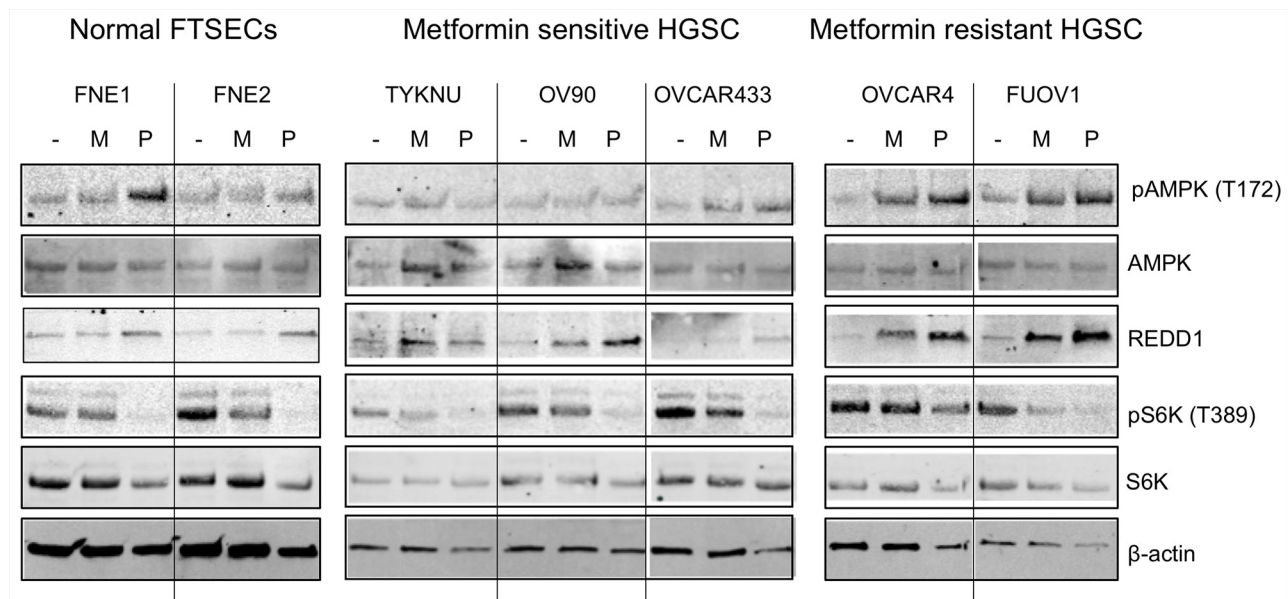 Normal FTSECs Metformin sensitive HGSC Metformin resistant HGSC
FNE1 FNE2 TYKNU OV90 OVCAR433 OVCAR4 FUOV1
- M P - M P - M P - M P - M P - M P - M P
pAMPK (T172)
AMPK
REDD1
pS6K (T389)
S6K
β-actin